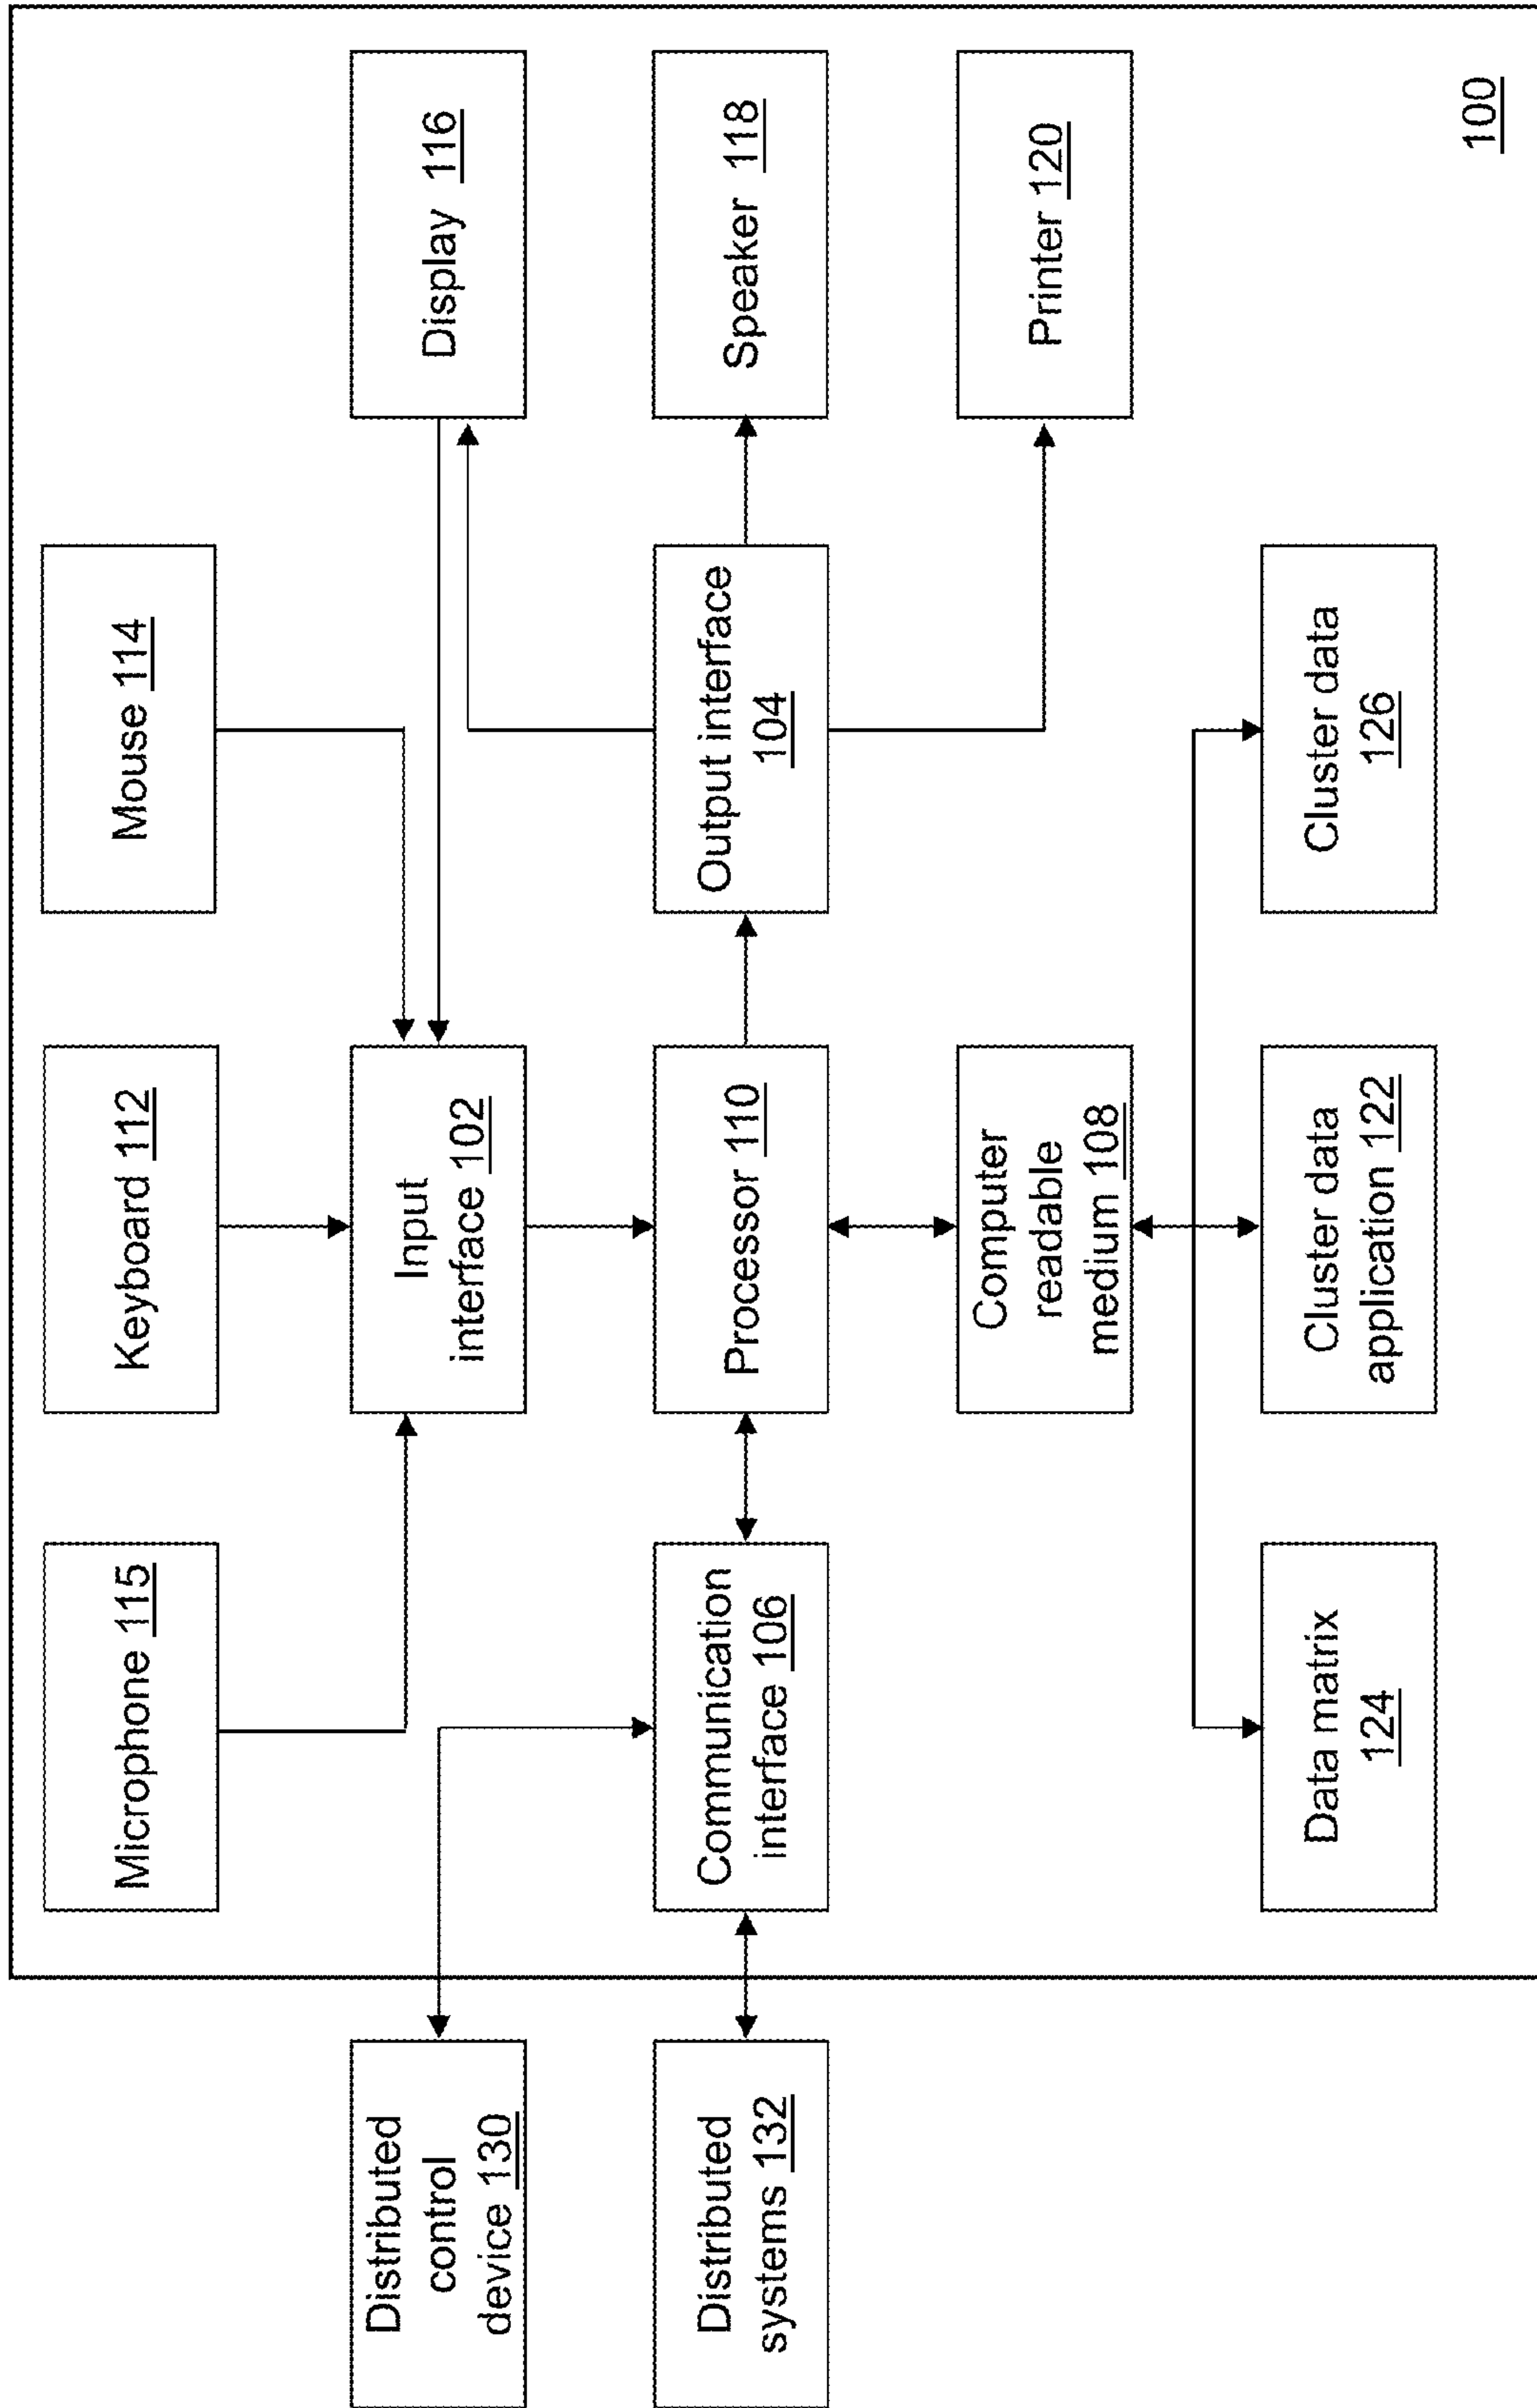 Microphone 115
Keyboard 112
Mouse 114
Distributed
control
device 130
Input
interface 102
Display 116
Distributed
systems 132
Communication
interface 106
Processor 110
Output interface
104
Speaker 118
Computer
readable
medium 108
Printer 120
Data matrix
124
Cluster data
application 122
Cluster data
126
100